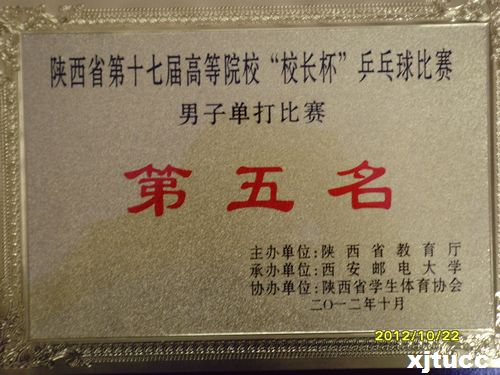 陕西省第十七届高等院校“校长杯”乒乓球比赛
男子单打比赛
第五名
主办单位:陕西省教育厅
承办单位:西安邮电大学
协办单位:陕西省学生体育协会
二〇一二年十月
2012/10/22
xjtucc